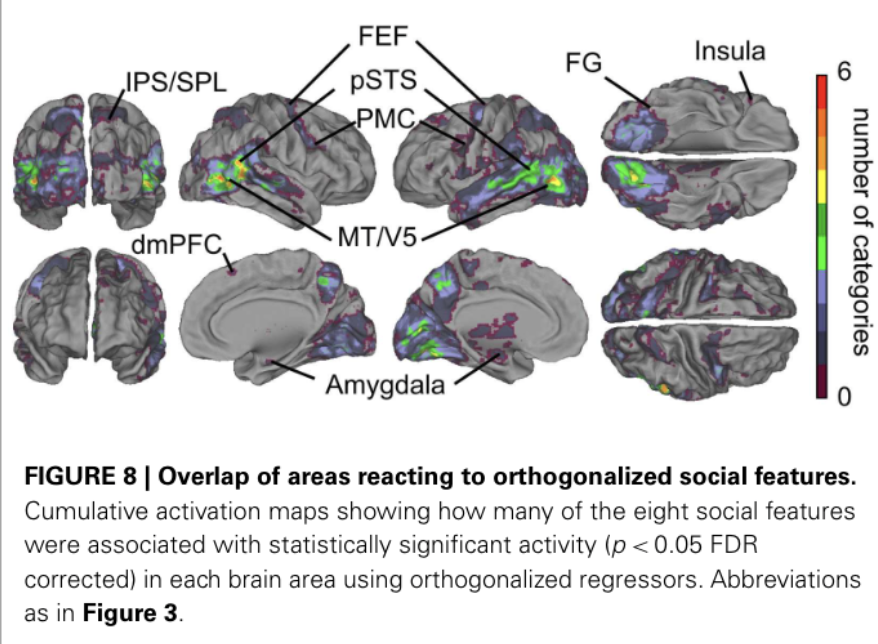 FEF
Insula
FG
6
IPS/SPL
pSTS
PMC
number of categories
MT/V5
dmPFC
Amygdala
0
FIGURE 8 | Overlap of areas reacting to orthogonalized social features.
Cumulative activation maps showing how many of the eight social features
were associated with statistically significant activity (p < 0.05 FDR
corrected) in each brain area using orthogonalized regressors. Abbreviations
as in Figure 3.